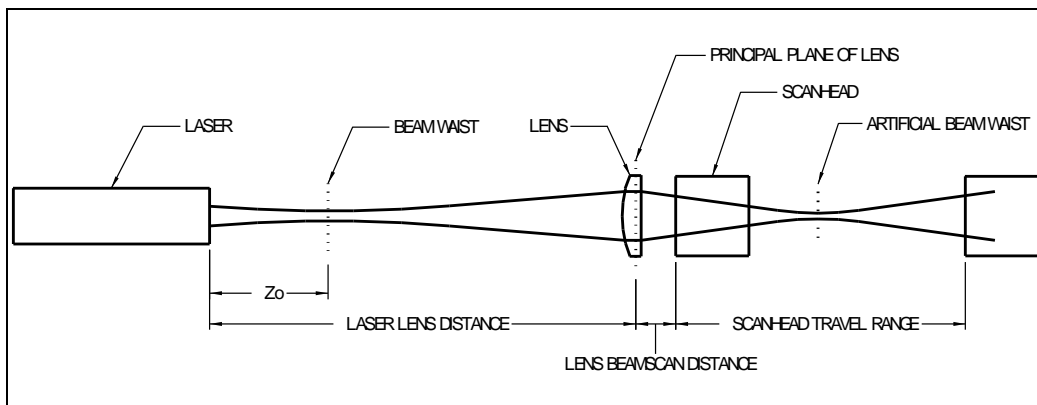 PRINCIPAL PLANE OF LENS
SCANHEAD
LASER
BEAM WAIST
LENS
ARTIFICIAL BEAM WAIST
Zo
LASER LENS DISTANCE
SCANHEAD TRAVEL RANGE
LENS BEAMSCAN DISTANCE